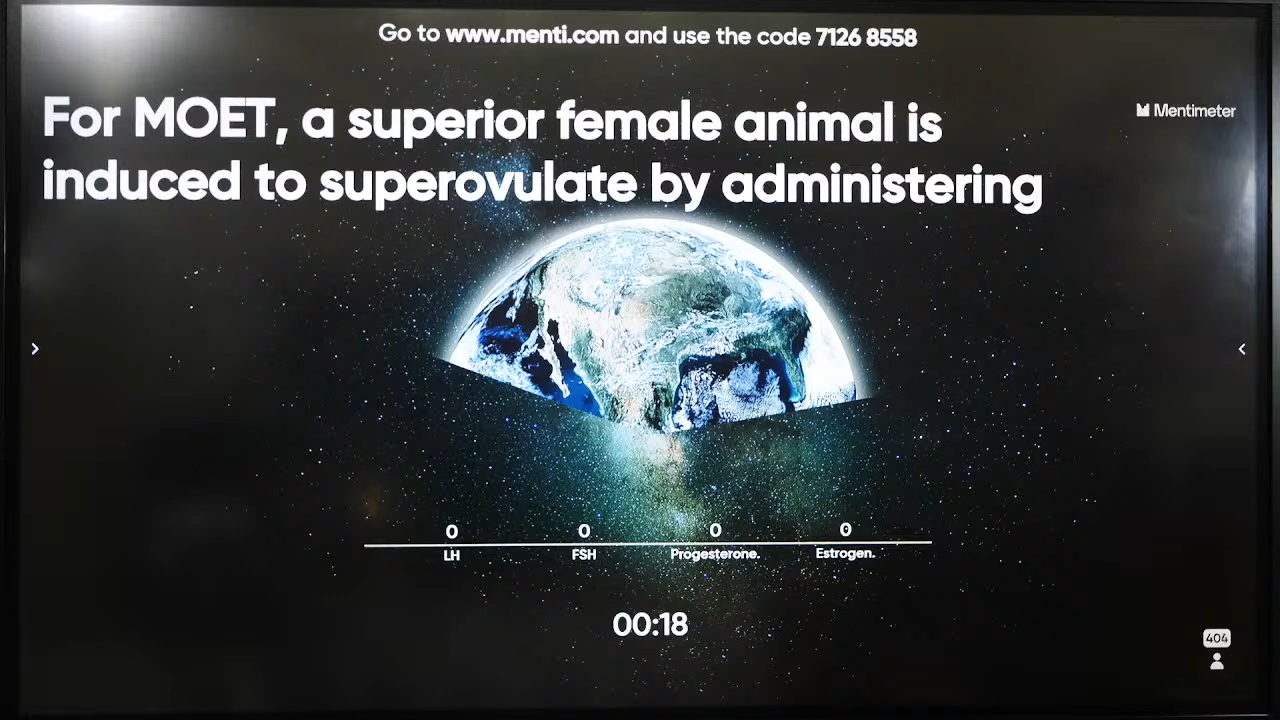 Go to www.menti.com and use the code 7126 8558
For MOET, a superior female animal is
induced to superovulate by administering
Mentimeter
0 0 0 0
LH FSH Progesterone. Estrogen.
00:18
404